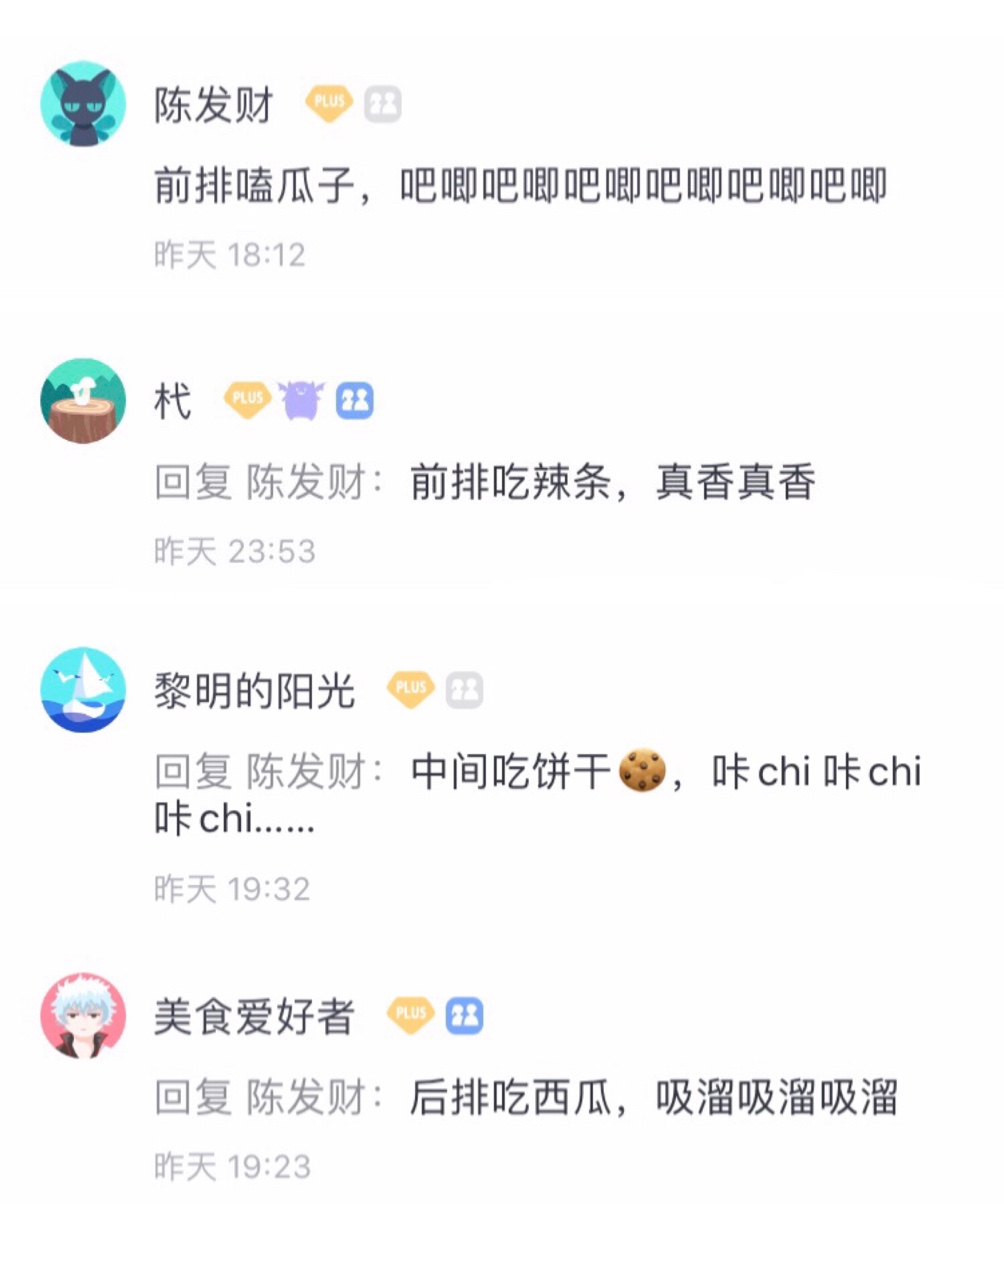 陈发财 PLUS
前排嗑瓜子，吧唧吧唧吧唧吧唧吧唧吧唧
昨天 18:12
杙 PLUS
回复 陈发财：前排吃辣条，真香真香
昨天 23:53
黎明的阳光 PLUS
回复 陈发财：中间吃饼干🍪，咔chi 咔chi
咔chi……
昨天 19:32
美食爱好者 PLUS
回复 陈发财：后排吃西瓜，吸溜吸溜吸溜
昨天 19:23